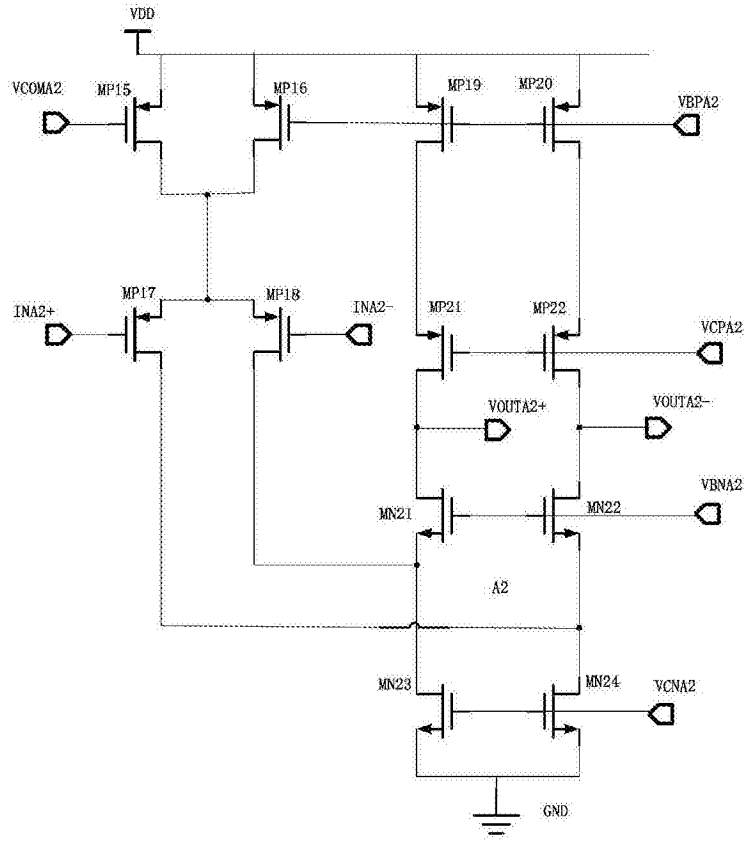 VDD
VCOMA2
MP15
MP16
MP19
MP20
VBPA2
INA2+
MP17
MP18
INA2-
MP21
MP22
VCPA2
VOUTA2+
VOUTA2-
MN21
MN22
VBNA2
A2
MN23
MN24
VCNA2
GND